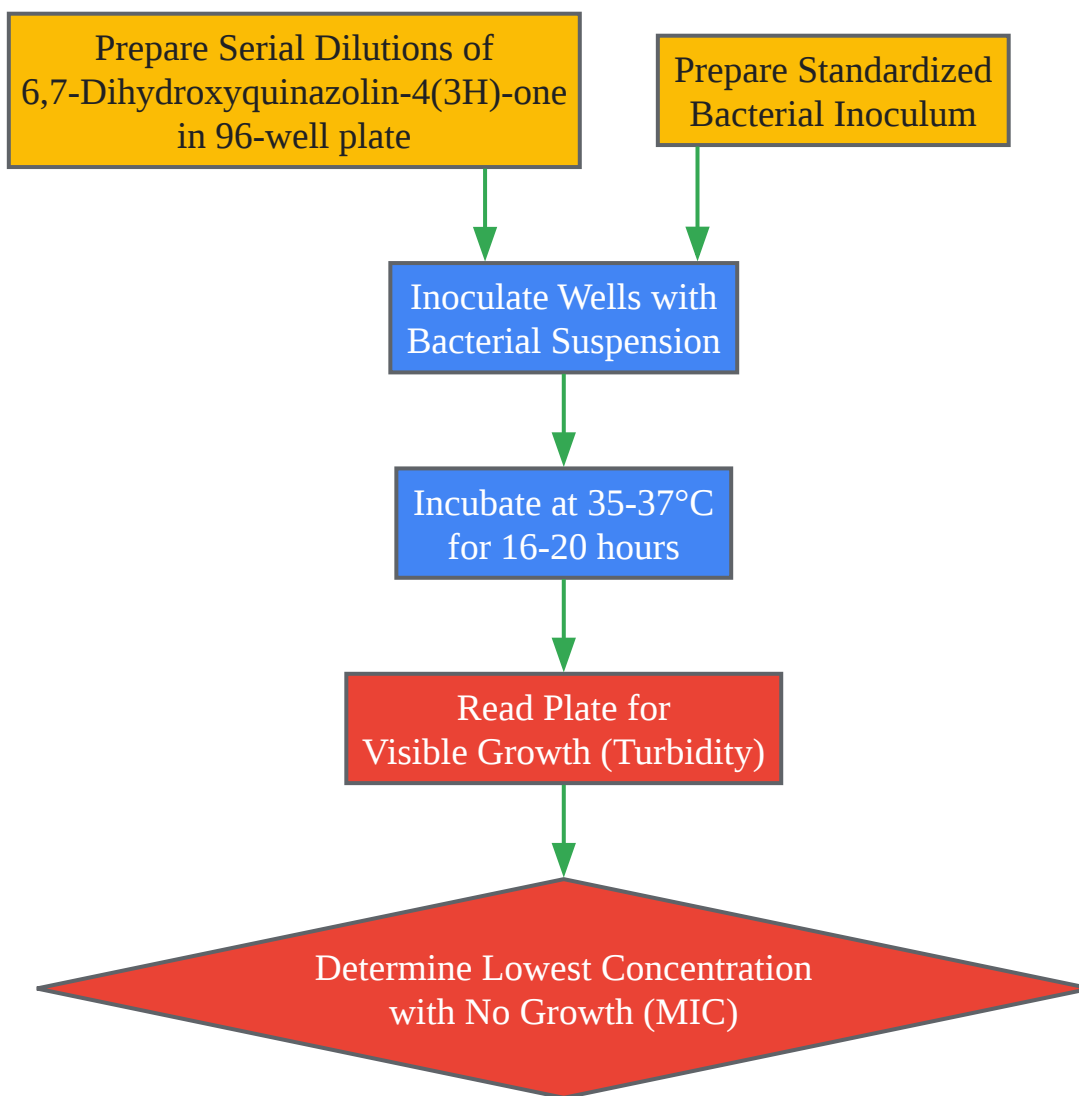 Prepare Serial Dilutions of
6,7-Dihydroxyquinazolin-4(3H)-one
in 96-well plate
Prepare Standardized
Bacterial Inoculum
Inoculate Wells with
Bacterial Suspension
Incubate at 35-37°C
for 16-20 hours
Read Plate for
Visible Growth (Turbidity)
Determine Lowest Concentration
with No Growth (MIC)